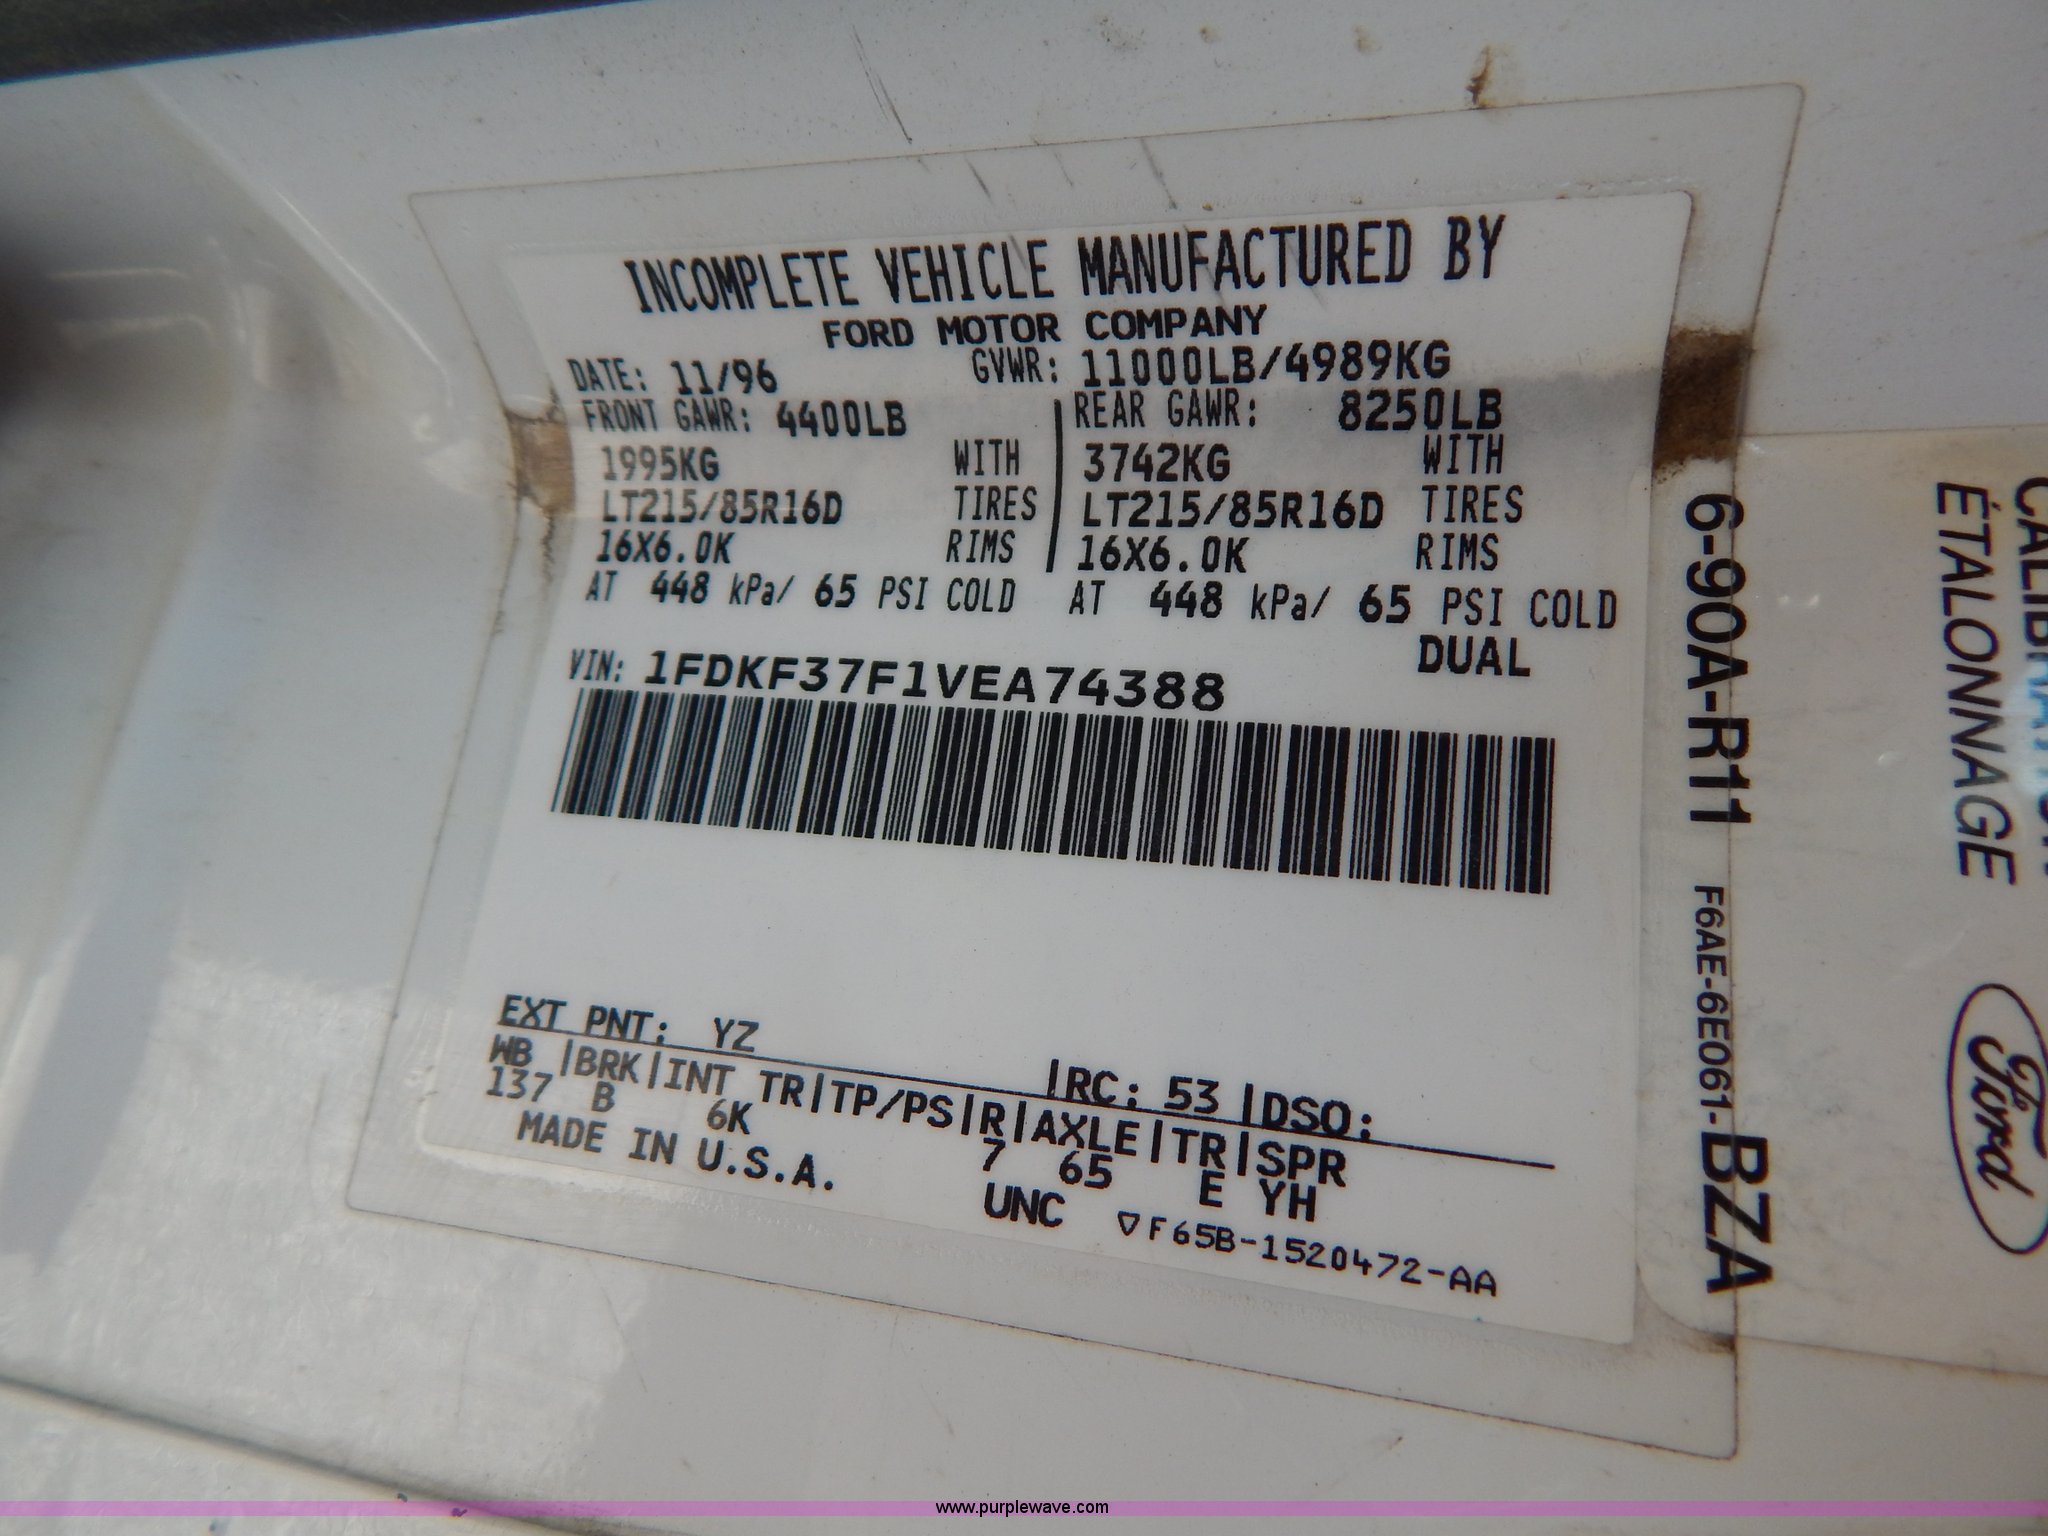 INCOMPLETE VEHICLE MANUFACTURED BY
FORD MOTOR COMPANY
DATE: 11/96 GVWR: 11000LB/4989KG
FRONT GAWR: 4400LB REAR GAWR: 8250LB
1995KG WITH 3742KG WITH
LT215/85R16D TIRES LT215/85R16D TIRES
16X6.0K RIMS 16X6.0K RIMS
AT 448 kPa/ 65 PSI COLD AT 448 kPa/ 65 PSI COLD
DUAL
VIN: 1FDKF37F1VEA74388
EXT PNT: YZ |RC: 53 |DSO:
WB |BRK|INT TR|TP/PS|R|AXLE|TR|SPR
137 B 6K 7 65 E YH
MADE IN U.S.A. UNC
▽F65B-1520472-AA
6-90A-R11 F6AE-6E061-BZA
ÉTALONNAGE
Ford
www.purplewave.com